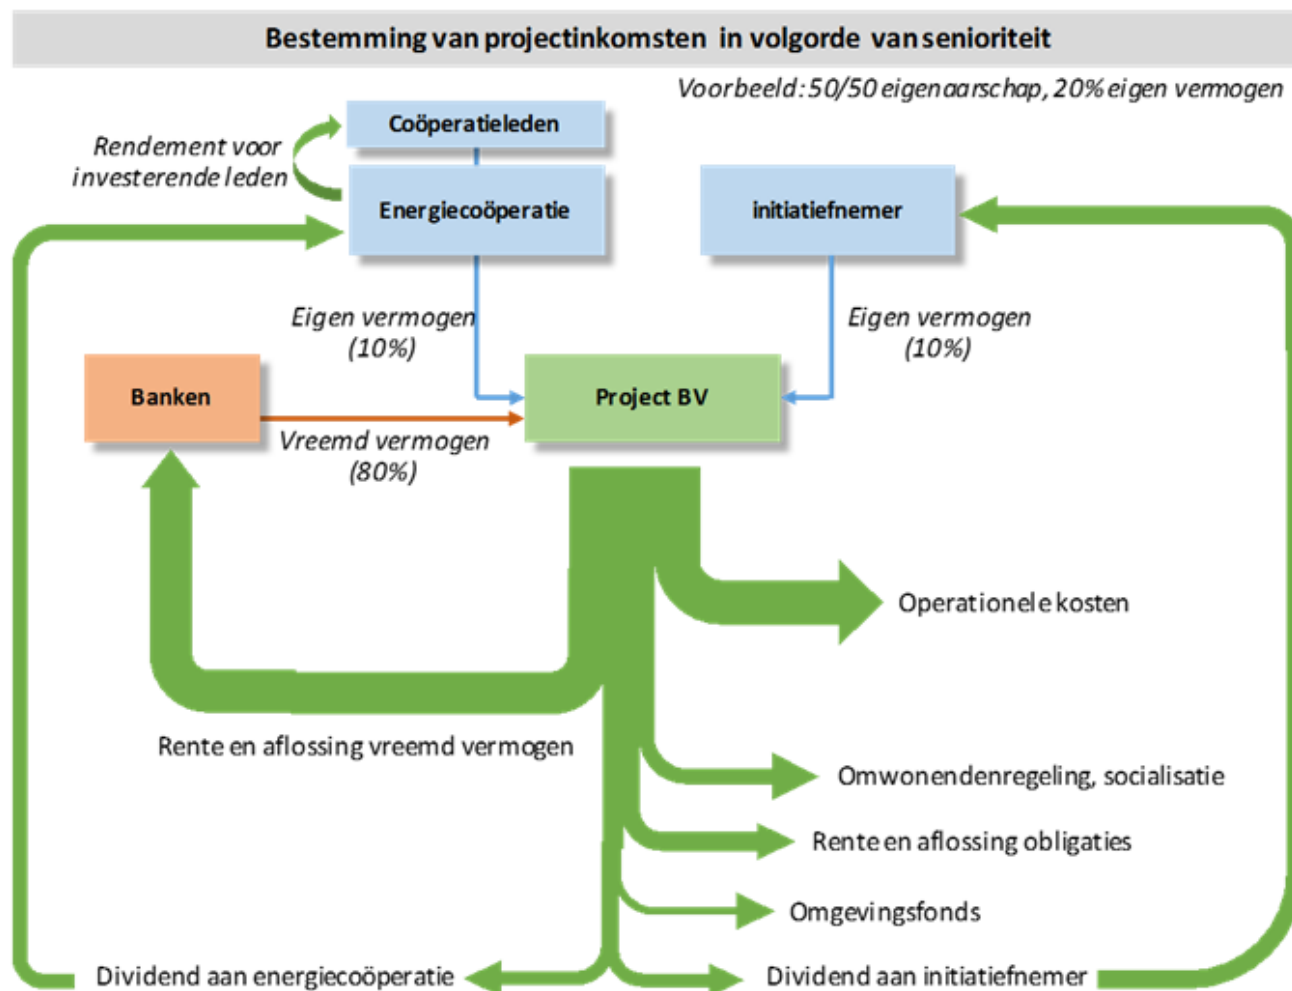 Bestemming van projectinkomsten in volgorde van senioriteit
Voorbeeld: 50/50 eigenaarschap, 20% eigen vermogen
Coöperatieleden
Rendement voor
investerende leden
Energiecoöperatie
initiatiefnemer
Eigen vermogen
(10%)
Eigen vermogen
(10%)
Banken
Project BV
Vreemd vermogen
(80%)
Operationele kosten
Rente en aflossing vreemd vermogen
Omwonendenregeling, socialisatie
Rente en aflossing obligaties
Omgevingsfonds
Dividend aan energiecoöperatie
Dividend aan initiatiefnemer